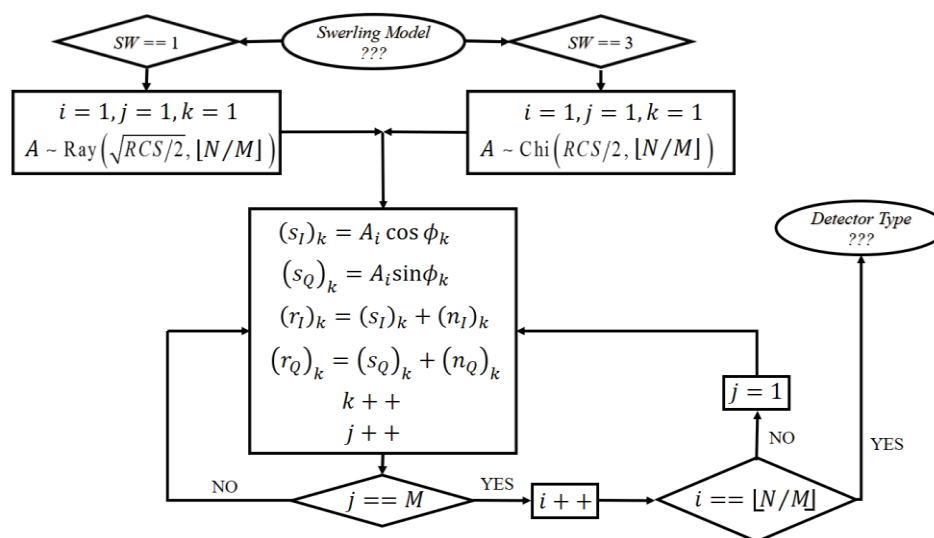 SW == 1
Swerling Model
???
SW == 3
i = 1, j = 1, k = 1
A ~ Ray(√RCS/2, ⌊N/M⌋)
i = 1, j = 1, k = 1
A ~ Chi(RCS/2, ⌊N/M⌋)
(s_I)_k = A_i cos ϕ_k
(s_Q)_k = A_i sinϕ_k
(r_I)_k = (s_I)_k + (n_I)_k
(r_Q)_k = (s_Q)_k + (n_Q)_k
k + +
j + +
Detector Type
???
j = 1
NO
YES
NO
j == M
YES
i + +
i == ⌊N/M⌋